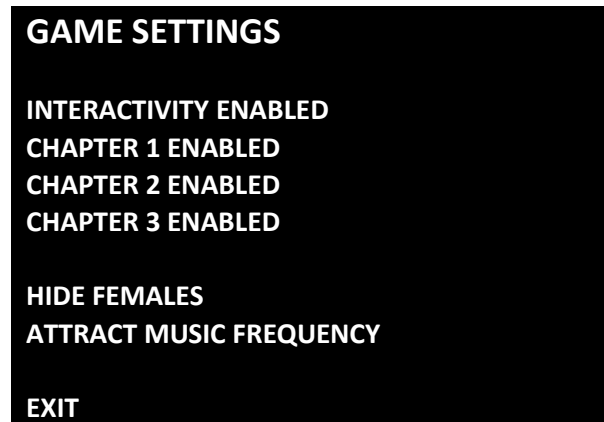 GAME SETTINGS
INTERACTIVITY ENABLED
CHAPTER 1 ENABLED
CHAPTER 2 ENABLED
CHAPTER 3 ENABLED
HIDE FEMALES
ATTRACT MUSIC FREQUENCY
EXIT